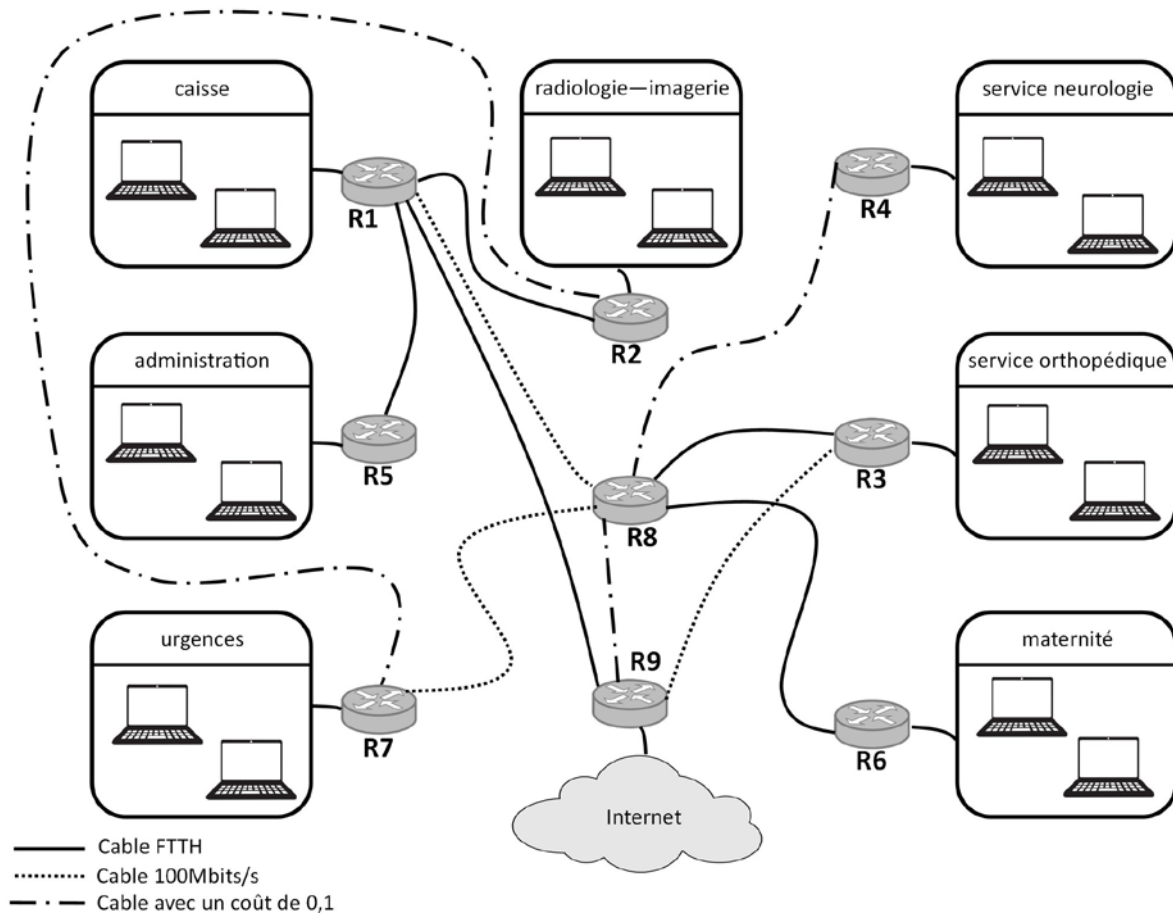 caisse
radiologie—imagerie
service neurologie
R1
R4
R2
administration
service orthopédique
R5
R8
R3
urgences
R9
maternité
R7
R6
Internet
Cable FTTH
Cable 100Mbits/s
Cable avec un coût de 0,1